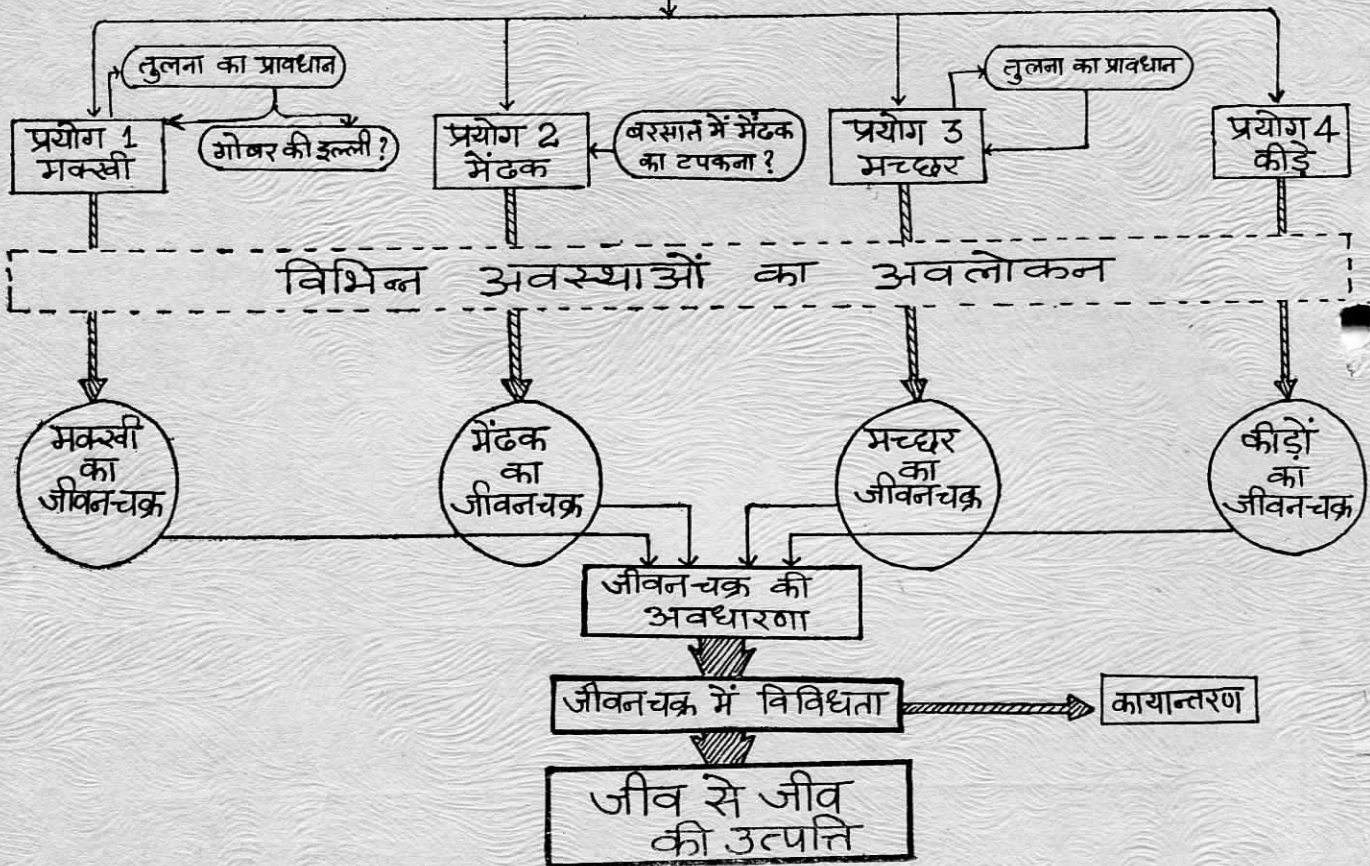 तुलना का प्रावधान
तुलना का प्रावधान
प्रयोग 1
मक्खी
गोबर की इल्ली?
प्रयोग 2
मेंढक
बरसात में मेंढक
का टपकना?
प्रयोग 3
मच्छर
प्रयोग 4
कीड़े
विभिन्न अवस्थाओं का अवलोकन
मक्खी
का
जीवनचक्र
मेंढक
का
जीवनचक्र
मच्छर
का
जीवनचक्र
कीड़ों
का
जीवनचक्र
जीवनचक्र की
अवधारणा
जीवनचक्र में विविधता
कायान्तरण
जीव से जीव
की उत्पत्ति